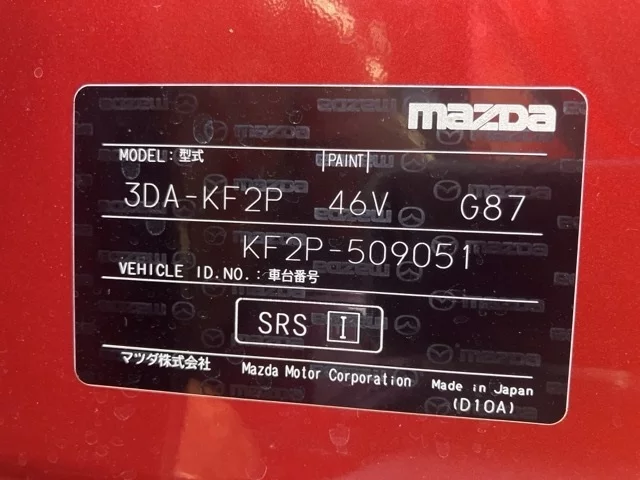 mazda
MODEL:型式 PAINT
3DA-KF2P 46V G87
KF2P-509051
VEHICLE ID.NO.:車台番号
SRS I
マツダ株式会社 Mazda Motor Corporation Made in Japan
(D10A)